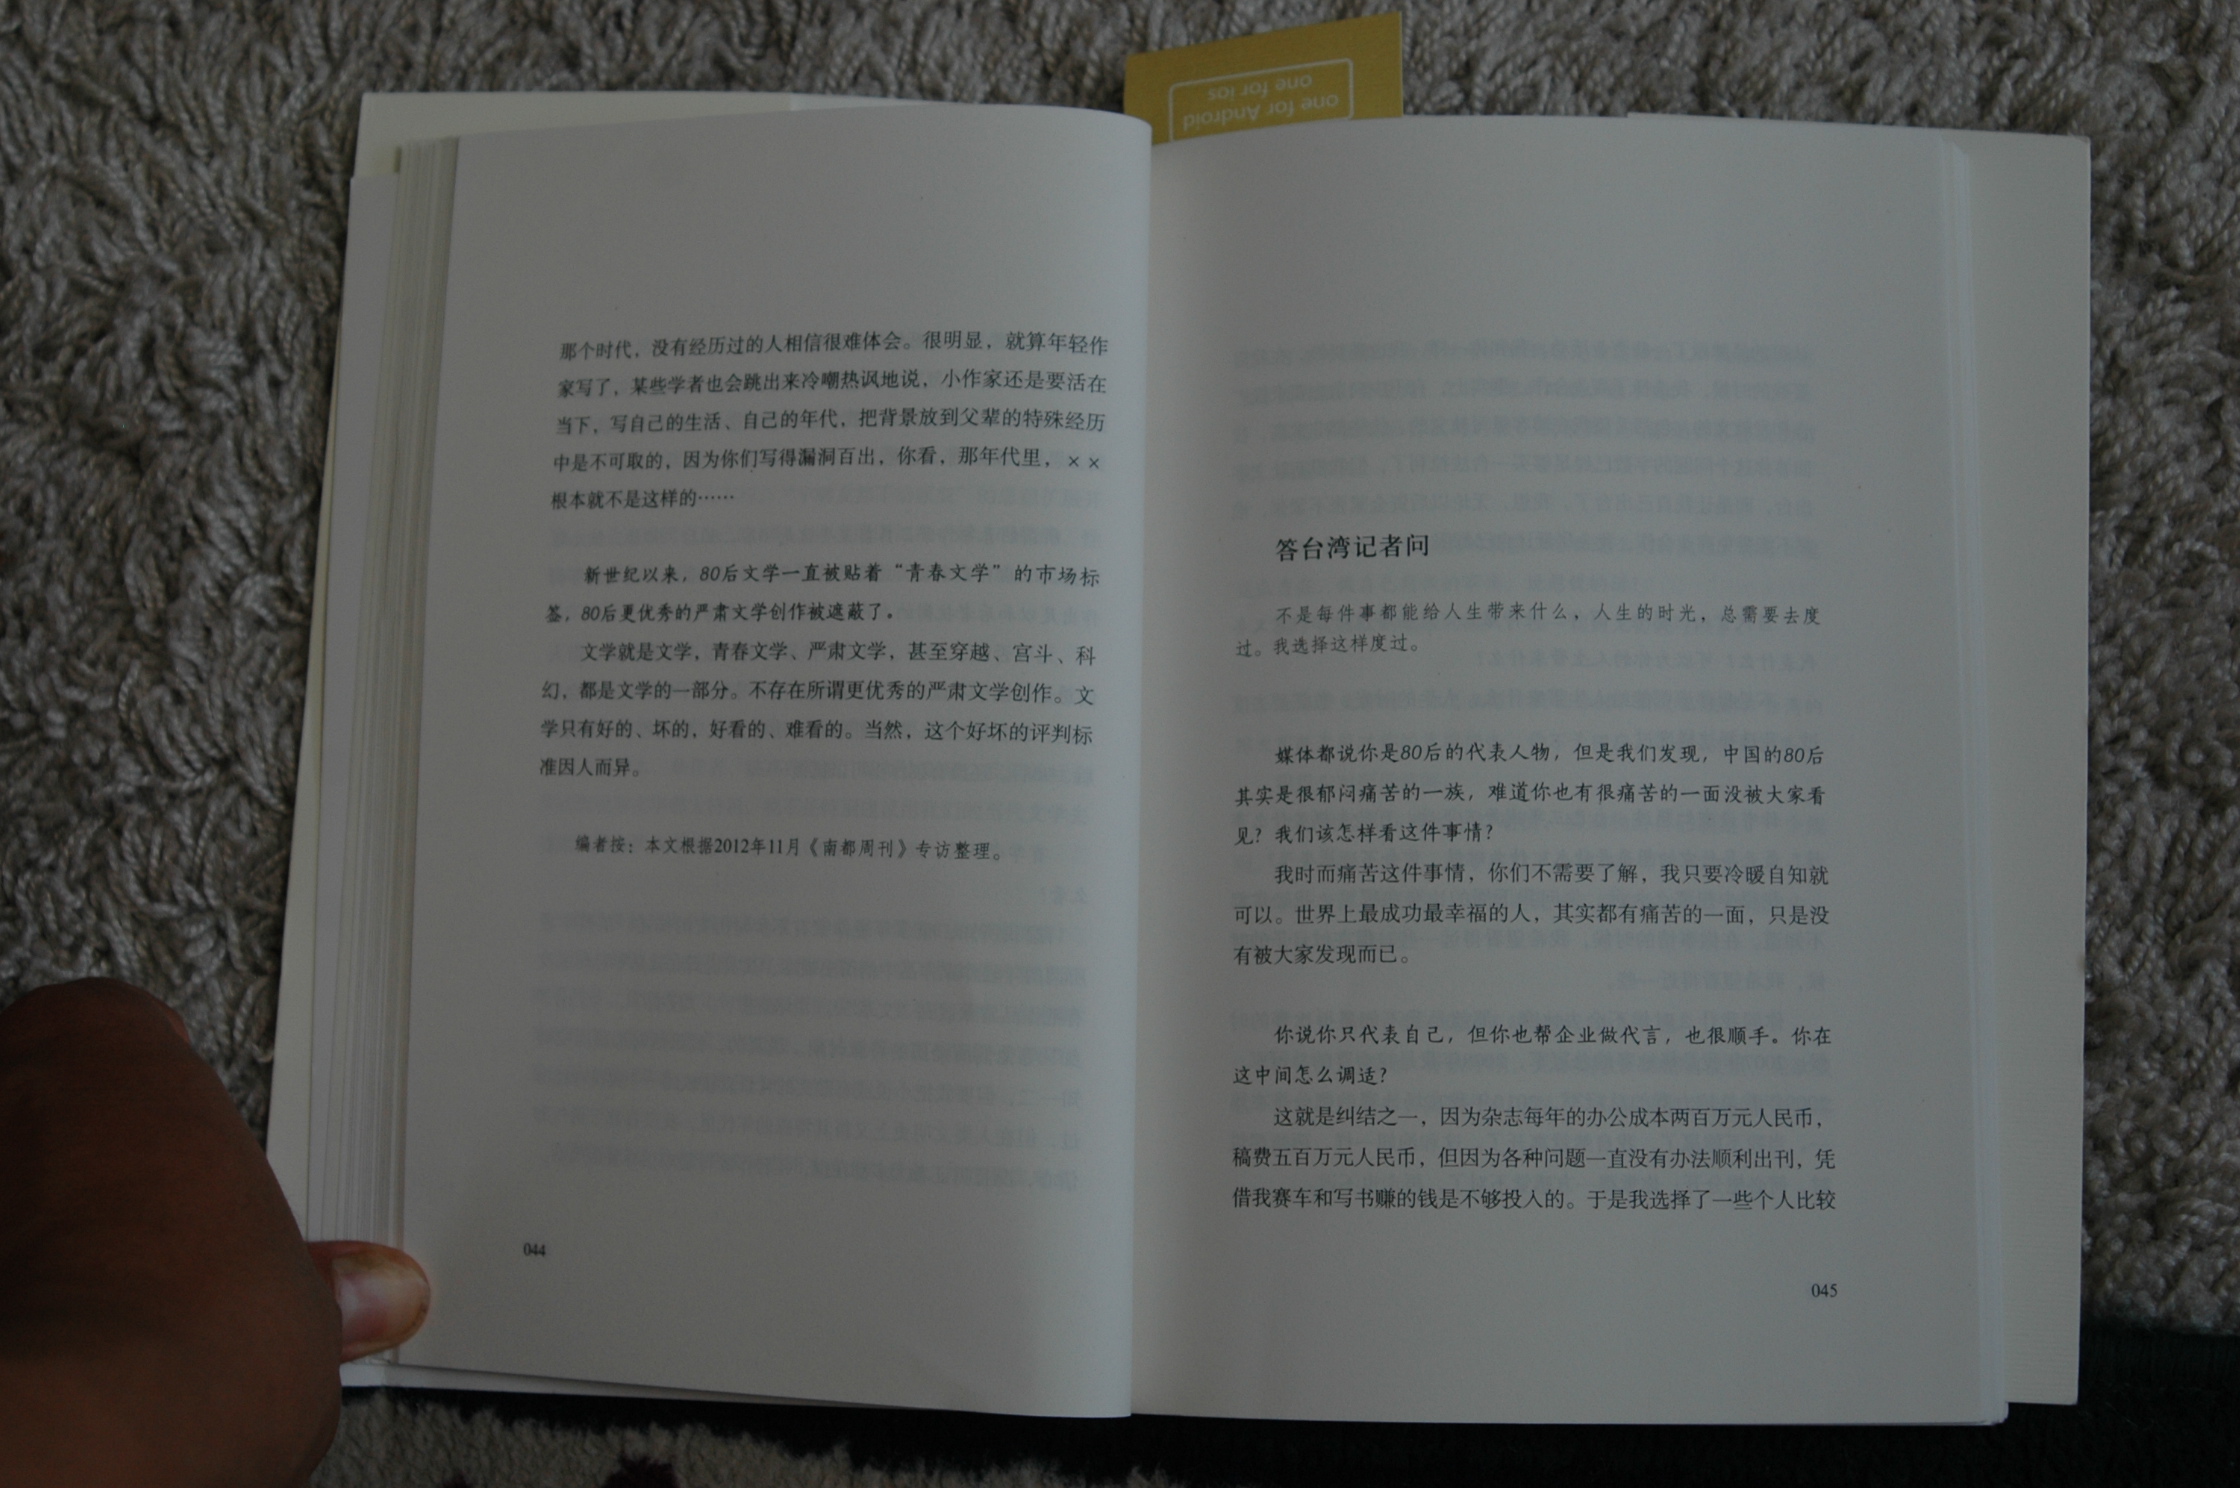 one for Android
one for ios
那个时代，没有经历过的人相信很难体会。很明显，就算年轻作
家写了，某些学者也会跳出来冷嘲热讽地说，小作家还是要活在
当下，写自己的生活、自己的年代，把背景放到父辈的特殊经历
中是不可取的，因为你们写得漏洞百出，你看，那年代里，××
根本就不是这样的……
新世纪以来，80后文学一直被贴着“青春文学”的市场标
签，80后更优秀的严肃文学创作被遮蔽了。
文学就是文学，青春文学、严肃文学，甚至穿越、宫斗、科
幻，都是文学的一部分。不存在所谓更优秀的严肃文学创作。文
学只有好的、坏的，好看的、难看的。当然，这个好坏的评判标
准因人而异。
编者按：本文根据2012年11月《南都周刊》专访整理。
044
答台湾记者问
不是每件事都能给人生带来什么，人生的时光，总需要去度
过。我选择这样度过。
媒体都说你是80后的代表人物，但是我们发现，中国的80后
其实是很郁闷痛苦的一族，难道你也有很痛苦的一面没被大家看
见？我们该怎样看这件事情？
我时而痛苦这件事情，你们不需要了解，我只要冷暖自知就
可以。世界上最成功最幸福的人，其实都有痛苦的一面，只是没
有被大家发现而已。
你说你只代表自己，但你也帮企业做代言，也很顺手。你在
这中间怎么调适？
这就是纠结之一，因为杂志每年的办公成本两百万元人民币，
稿费五百万元人民币，但因为各种问题一直没有办法顺利出刊，凭
借我赛车和写书赚的钱是不够投入的。于是我选择了一些个人比较
045